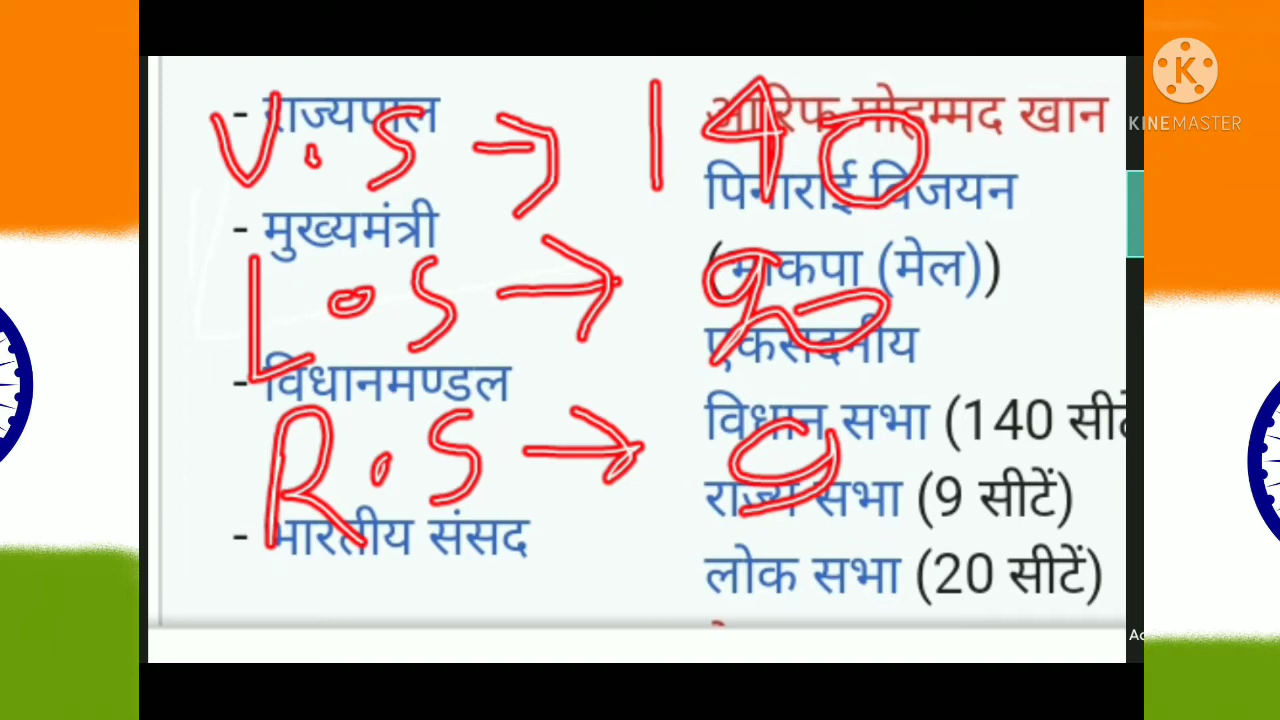 - राज्यपाल आरिफ मोहम्मद खान
V.S → 140
- मुख्यमंत्री पिनाराई विजयन
(माकपा (मेल))
L.S → 20
एकसदनीय
- विधानमण्डल विधान सभा (140 सीटें
R.S → 9
राज्य सभा (9 सीटें)
- भारतीय संसद
लोक सभा (20 सीटें)
K
KINEMASTER